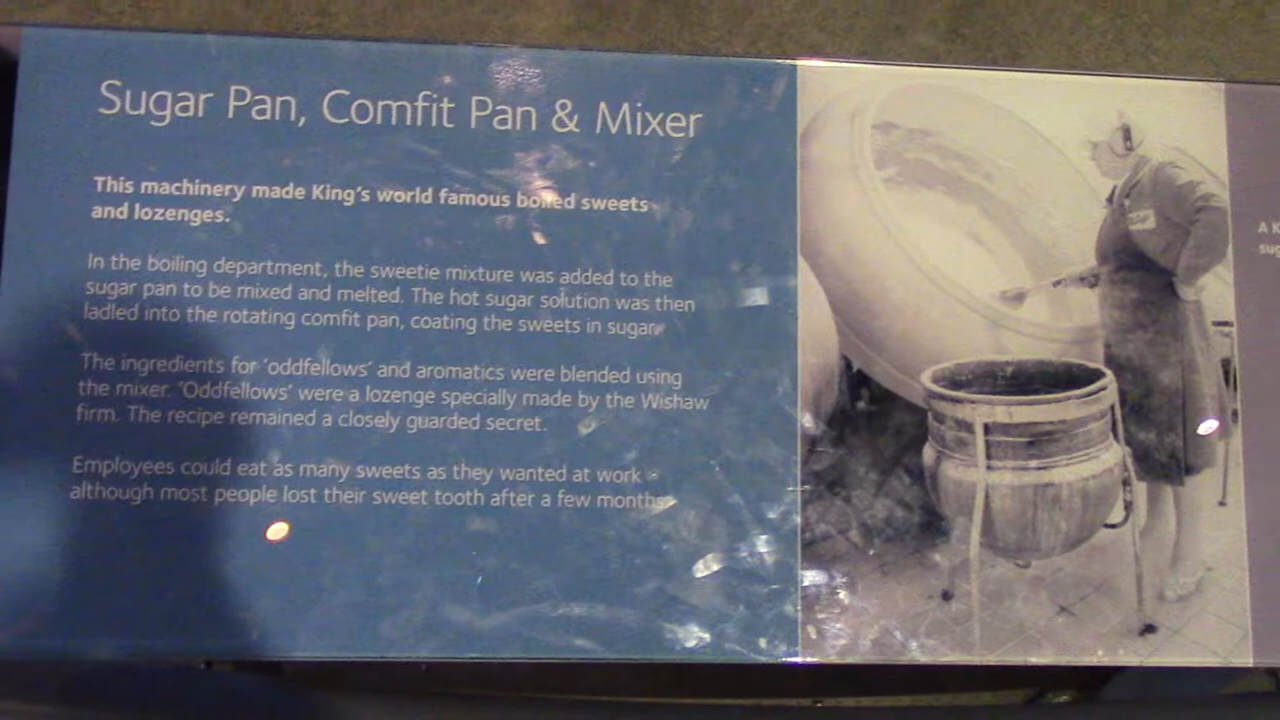 Sugar Pan, Comfit Pan & Mixer
This machinery made King's world famous boiled sweets
and lozenges.
In the boiling department, the sweetie mixture was added to the
sugar pan to be mixed and melted. The hot sugar solution was then
ladled into the rotating comfit pan, coating the sweets in sugar.
The ingredients for 'oddfellows' and aromatics were blended using
the mixer. 'Oddfellows' were a lozenge specially made by the Wishaw
firm. The recipe remained a closely guarded secret.
Employees could eat as many sweets as they wanted at work -
although most people lost their sweet tooth after a few months.
A